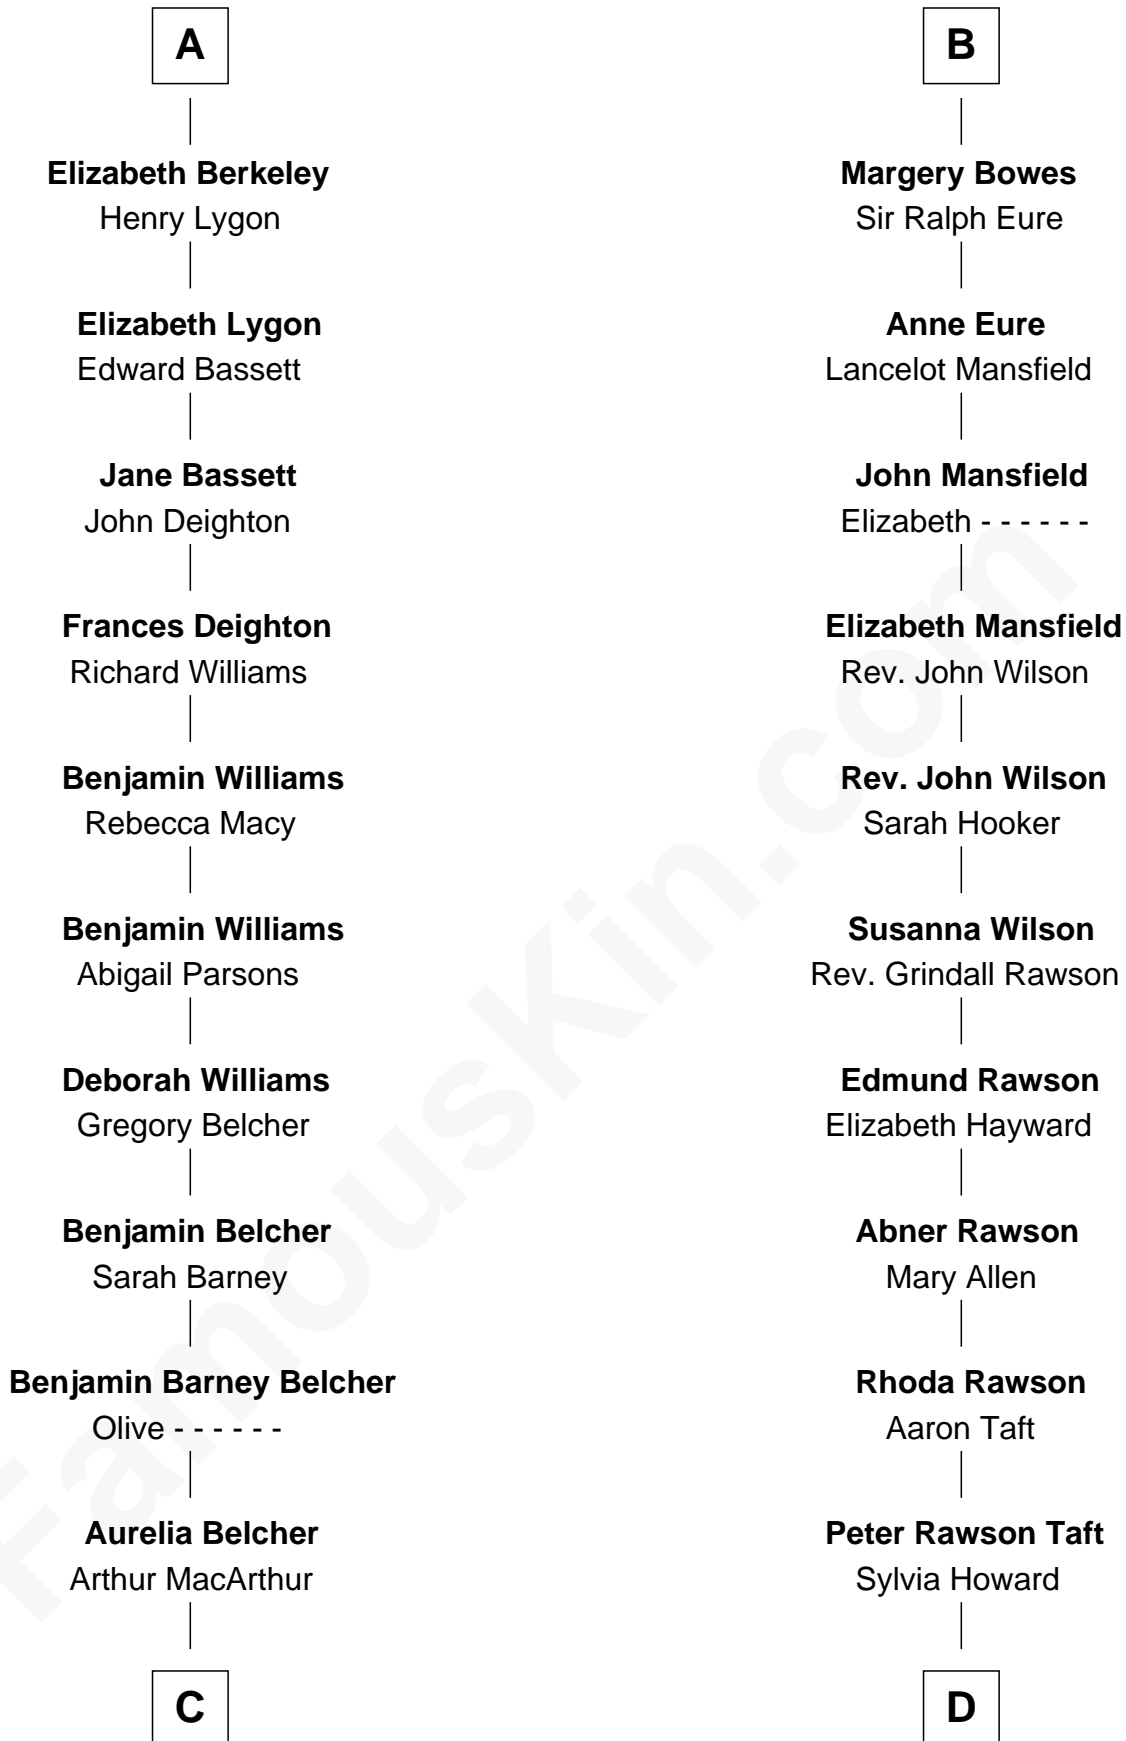 A
Elizabeth Berkeley
Henry Lygon
Elizabeth Lygon
Edward Bassett
Jane Bassett
John Deighton
Frances Deighton
Richard Williams
Benjamin Williams
Rebecca Macy
Benjamin Williams
Abigail Parsons
Deborah Williams
Gregory Belcher
Benjamin Belcher
Sarah Barney
Benjamin Barney Belcher
Olive - - - - - -
Aurelia Belcher
Arthur MacArthur
C
B
Margery Bowes
Sir Ralph Eure
Anne Eure
Lancelot Mansfield
John Mansfield
Elizabeth - - - - - -
Elizabeth Mansfield
Rev. John Wilson
Rev. John Wilson
Sarah Hooker
Susanna Wilson
Rev. Grindall Rawson
Edmund Rawson
Elizabeth Hayward
Abner Rawson
Mary Allen
Rhoda Rawson
Aaron Taft
Peter Rawson Taft
Sylvia Howard
D
FamousKin.com